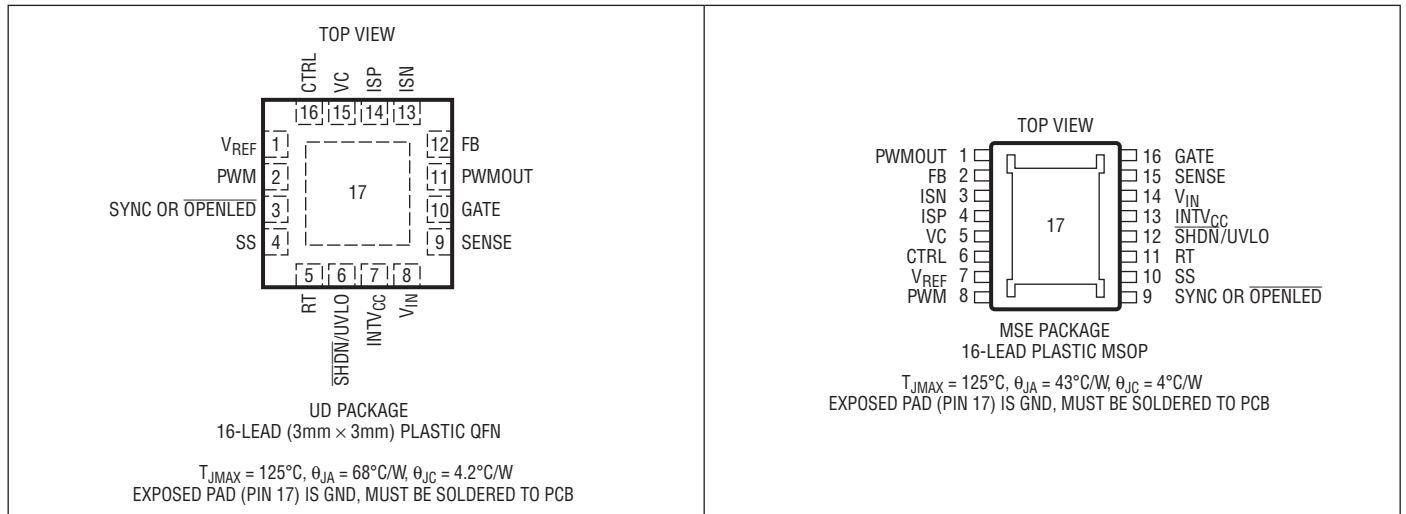 TOP VIEW
CTRL
VC
ISP
ISN
16 15 14 13
VREF 1
PWM 2
SYNC OR OPENLED 3
SS 4
17
12 FB
11 PWMOUT
10 GATE
9 SENSE
5 6 7 8
RT
SHDN/UVLO
INTVCC
VIN
UD PACKAGE
16-LEAD (3mm × 3mm) PLASTIC QFN
TJMAX = 125°C, θJA = 68°C/W, θJC = 4.2°C/W
EXPOSED PAD (PIN 17) IS GND, MUST BE SOLDERED TO PCB
TOP VIEW
PWMOUT 1
FB 2
ISN 3
ISP 4
VC 5
CTRL 6
VREF 7
PWM 8
17
16 GATE
15 SENSE
14 VIN
13 INTVCC
12 SHDN/UVLO
11 RT
10 SS
9 SYNC OR OPENLED
MSE PACKAGE
16-LEAD PLASTIC MSOP
TJMAX = 125°C, θJA = 43°C/W, θJC = 4°C/W
EXPOSED PAD (PIN 17) IS GND, MUST BE SOLDERED TO PCB